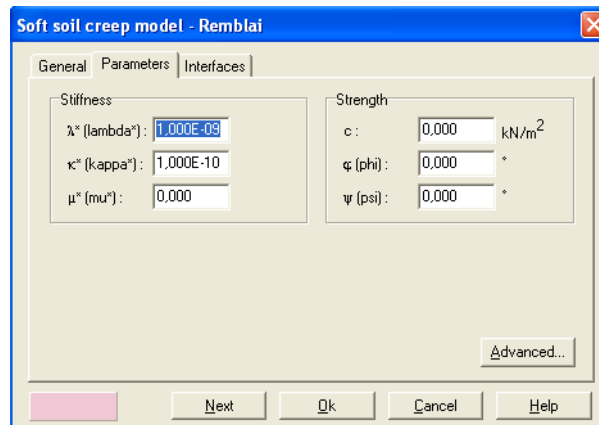 Soft soil creep model - Remblai
General Parameters Interfaces
Stiffness
λ* (lambda*) : 1,000E-09
κ* (kappa*) : 1,000E-10
μ* (mu*) : 0,000
Strength
c : 0,000 kN/m²
φ (phi) : 0,000 °
ψ (psi) : 0,000 °
Advanced...
Next Ok Cancel Help